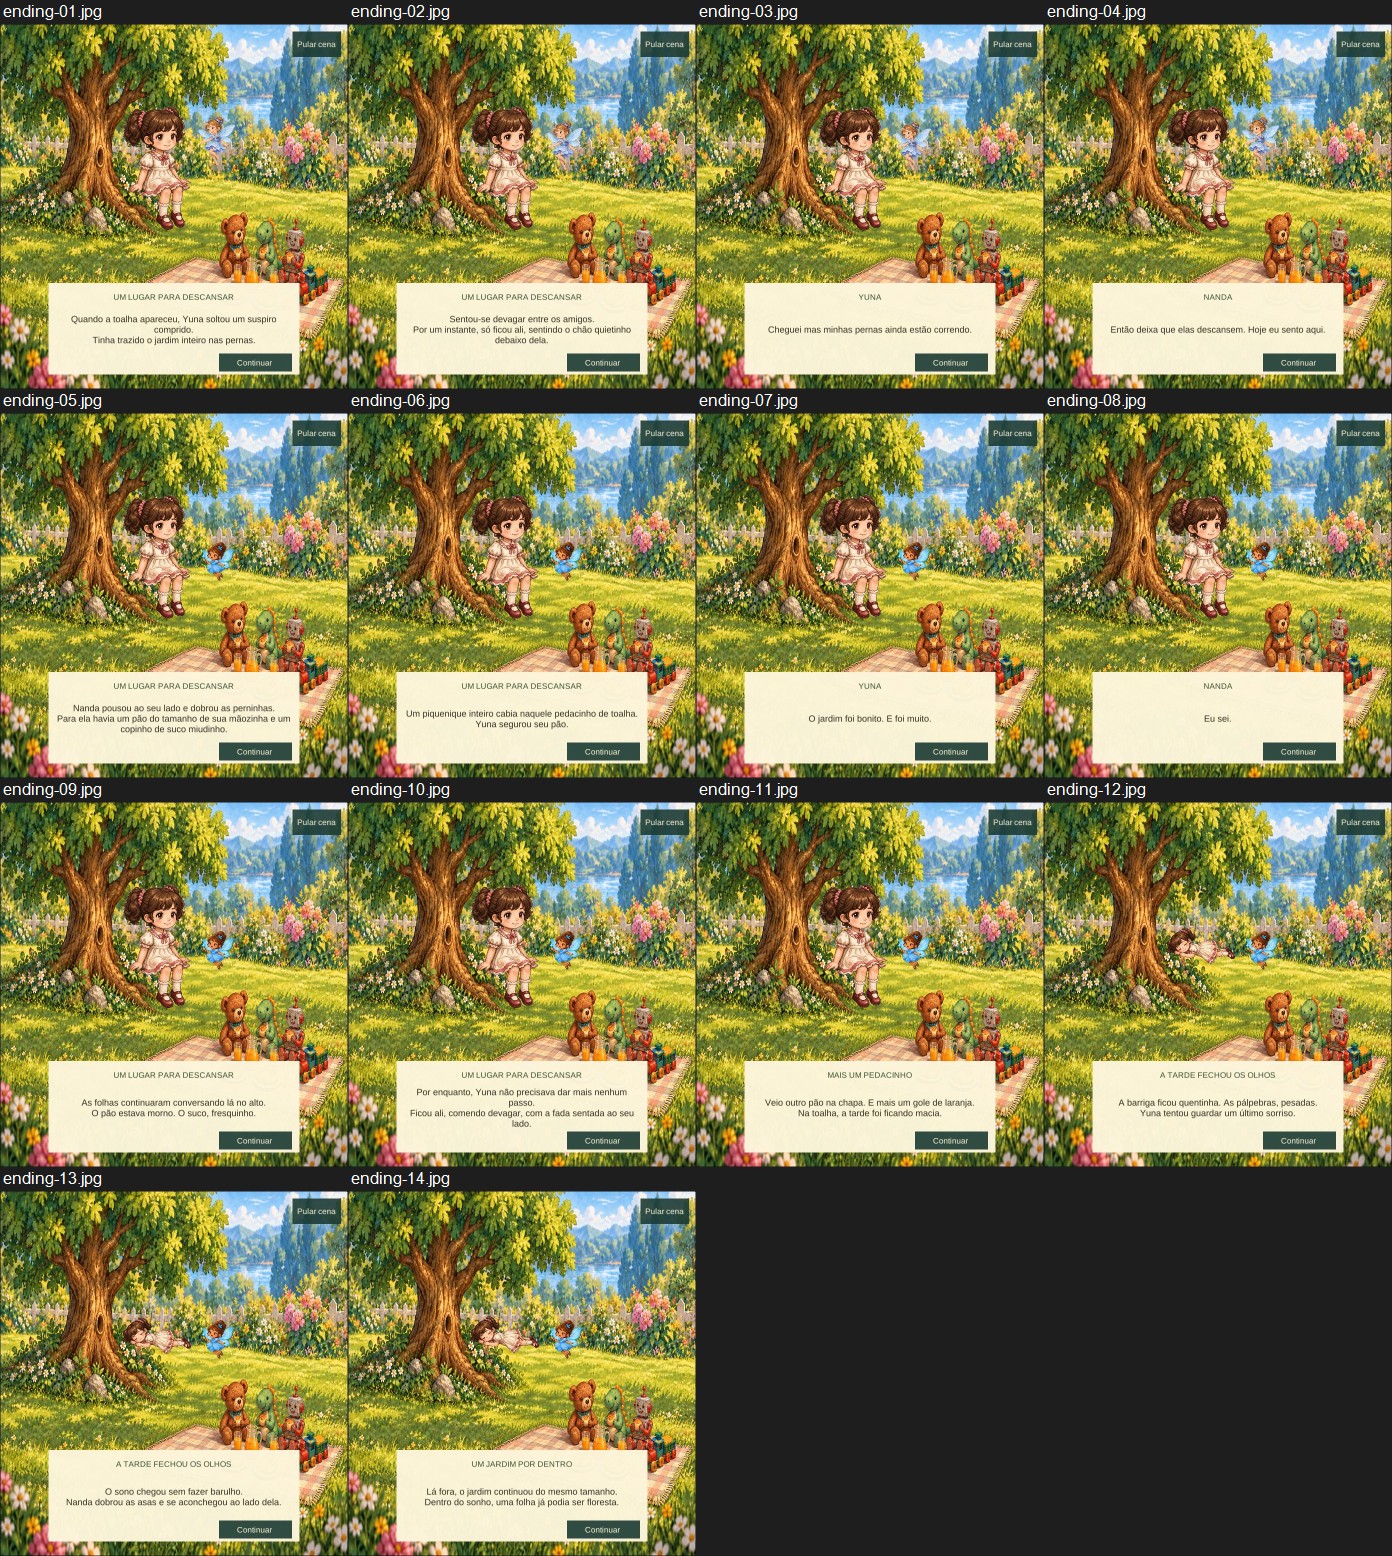 ending-01.jpg
Pular cena
UM LUGAR PARA DESCANSAR
Quando a toalha apareceu, Yuna soltou um suspiro
comprido.
Tinha trazido o jardim inteiro nas pernas.
Continuar
ending-02.jpg
Pular cena
UM LUGAR PARA DESCANSAR
Sentou-se devagar entre os amigos.
Por um instante, só ficou ali, sentindo o chão quietinho
debaixo dela.
Continuar
ending-03.jpg
Pular cena
YUNA
Cheguei mas minhas pernas ainda estão correndo.
Continuar
ending-04.jpg
Pular cena
NANDA
Então deixa que elas descansem. Hoje eu sento aqui.
Continuar
ending-05.jpg
Pular cena
UM LUGAR PARA DESCANSAR
Nanda pousou ao seu lado e dobrou as perninhas.
Para ela havia um pão do tamanho de sua mãozinha e um
copinho de suco miudinho.
Continuar
ending-06.jpg
Pular cena
UM LUGAR PARA DESCANSAR
Um piquenique inteiro cabia naquele pedacinho de toalha.
Yuna segurou seu pão.
Continuar
ending-07.jpg
Pular cena
YUNA
O jardim foi bonito. E foi muito.
Continuar
ending-08.jpg
Pular cena
NANDA
Eu sei.
Continuar
ending-09.jpg
Pular cena
UM LUGAR PARA DESCANSAR
As folhas continuaram conversando lá no alto.
O pão estava morno. O suco, fresquinho.
Continuar
ending-10.jpg
Pular cena
UM LUGAR PARA DESCANSAR
Por enquanto, Yuna não precisava dar mais nenhum
passo.
Ficou ali, comendo devagar, com a fada sentada ao seu
lado.
Continuar
ending-11.jpg
Pular cena
MAIS UM PEDACINHO
Veio outro pão na chapa. E mais um gole de laranja.
Na toalha, a tarde foi ficando macia.
Continuar
ending-12.jpg
Pular cena
A TARDE FECHOU OS OLHOS
A barriga ficou quentinha. As pálpebras, pesadas.
Yuna tentou guardar um último sorriso.
Continuar
ending-13.jpg
Pular cena
A TARDE FECHOU OS OLHOS
O sono chegou sem fazer barulho.
Nanda dobrou as asas e se aconchegou ao lado dela.
Continuar
ending-14.jpg
Pular cena
UM JARDIM POR DENTRO
Lá fora, o jardim continuou do mesmo tamanho.
Dentro do sonho, uma folha já podia ser floresta.
Continuar